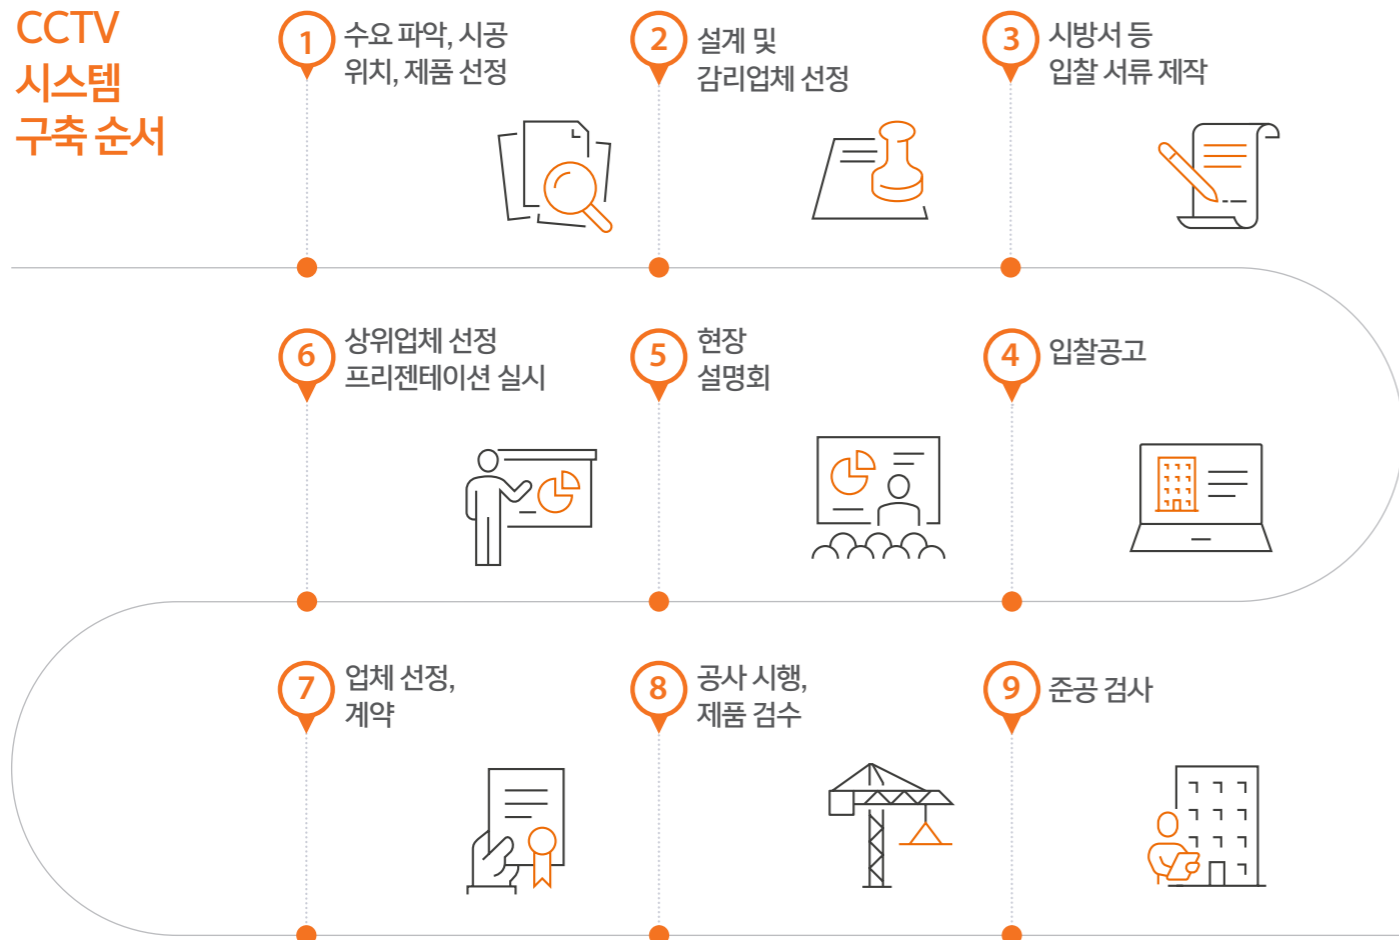 CCTV
시스템
구축 순서
1
수요 파악, 시공
위치, 제품 선정
2
설계 및
감리업체 선정
3
시방서 등
입찰 서류 제작
4
입찰공고
5
현장
설명회
6
상위업체 선정
프리젠테이션 실시
7
업체 선정,
계약
8
공사 시행,
제품 검수
9
준공 검사